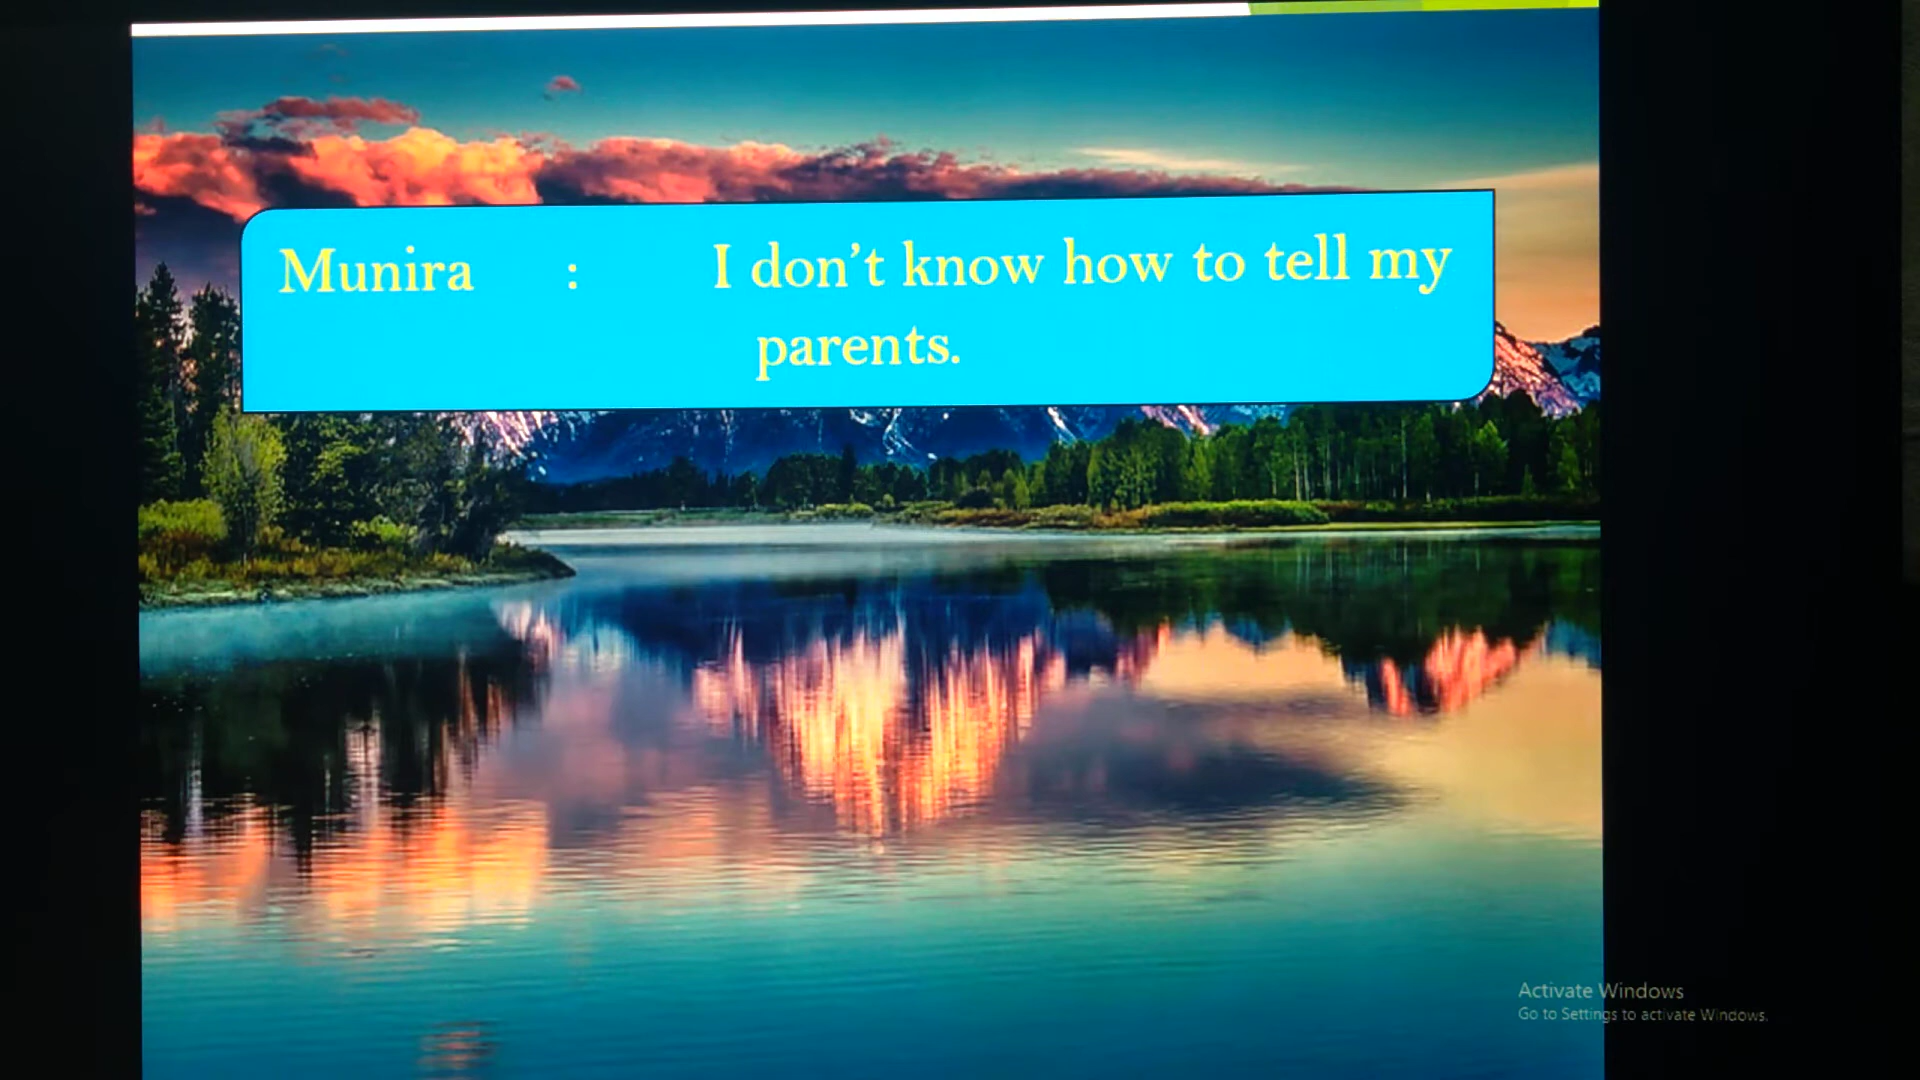 Munira : I don't know how to tell my
parents.
Activate Windows
Go to Settings to activate Windows.